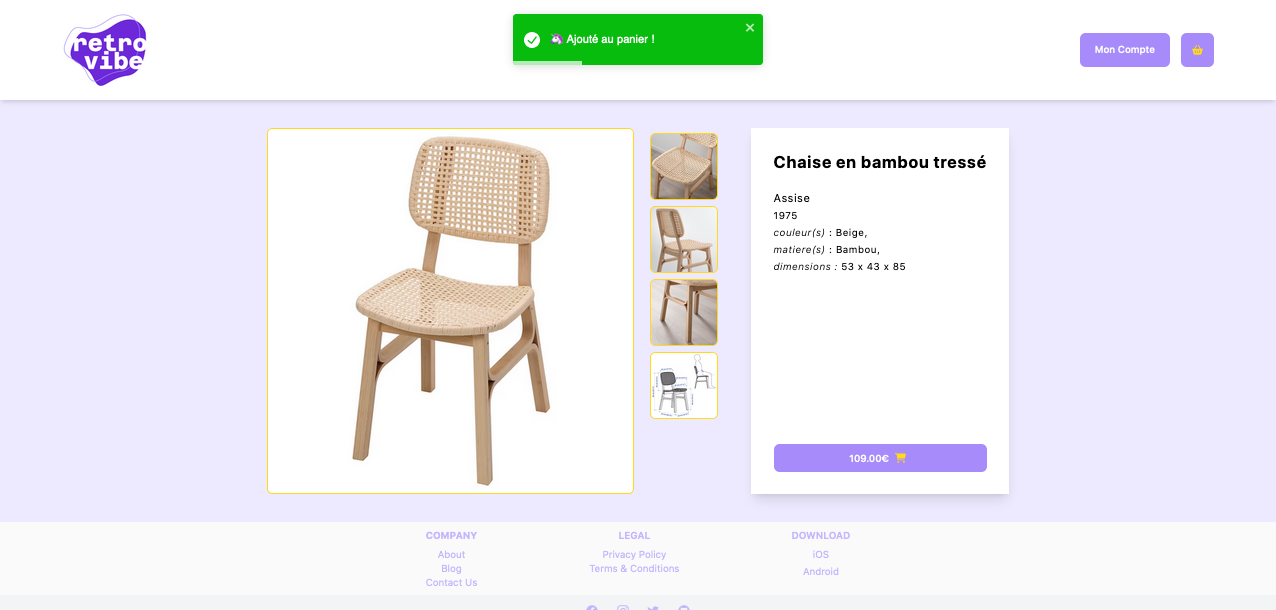 retro
vibe
🦄 Ajouté au panier !
Mon Compte
Chaise en bambou tressé
Assise
1975
couleur(s) : Beige,
matiere(s) : Bambou,
dimensions : 53 x 43 x 85
109.00€
COMPANY
About
Blog
Contact Us
LEGAL
Privacy Policy
Terms & Conditions
DOWNLOAD
iOS
Android